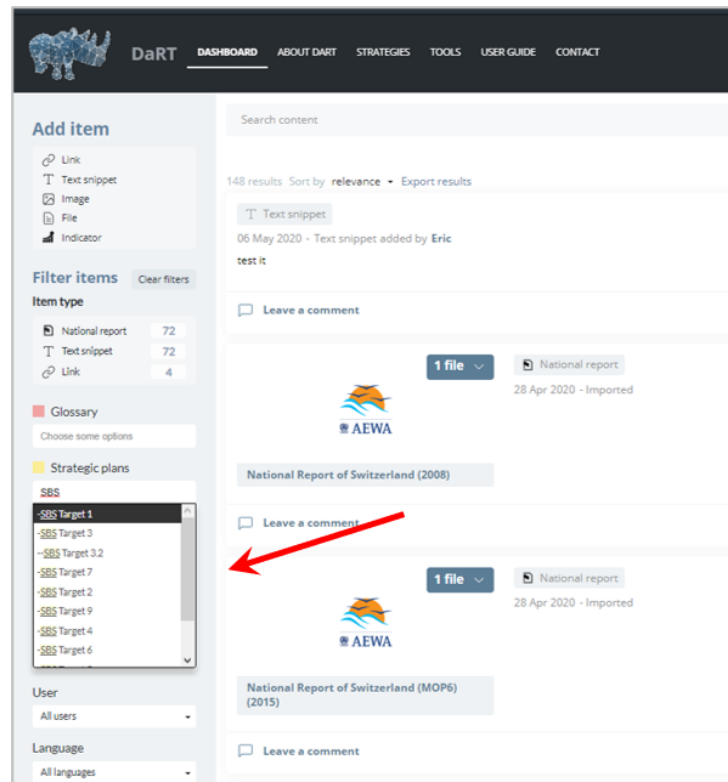 DaRT DASHBOARD ABOUT DART STRATEGIES TOOLS USER GUIDE CONTACT
Add item
Link
Text snippet
Image
File
Indicator
Filter items Clear filters
Item type
National report 72
Text snippet 72
Link 4
Glossary
Choose some options
Strategic plans
SBS
-SBS Target 1
-SBS Target 3
--SBS Target 3.2
-SBS Target 7
-SBS Target 2
-SBS Target 9
-SBS Target 4
-SBS Target 6
User
All users
Language
All languages
Search content
148 results Sort by relevance Export results
Text snippet
06 May 2020 - Text snippet added by Eric
test it
Leave a comment
1 file
National report
28 Apr 2020 - Imported
AEWA
National Report of Switzerland (2008)
Leave a comment
1 file
National report
28 Apr 2020 - Imported
AEWA
National Report of Switzerland (MOP6)
(2015)
Leave a comment